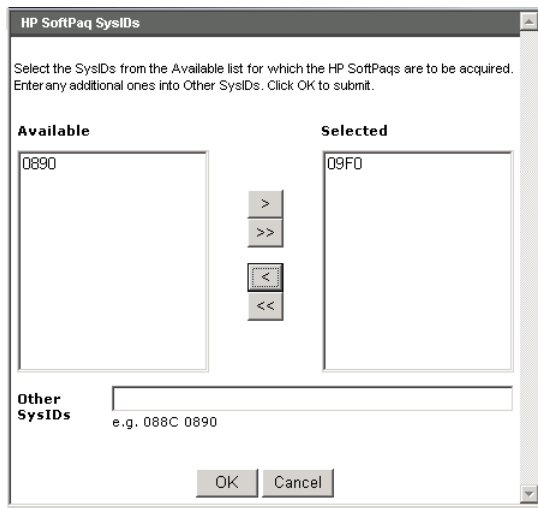 HP SoftPaq SysIDs
Select the SysIDs from the Available list for which the HP SoftPaqs are to be acquired.
Enter any additional ones into Other SysIDs. Click OK to submit.
Available
Selected
0890
09F0
>
>>
<
<<
Other
SysIDs
e.g. 088C 0890
OK
Cancel